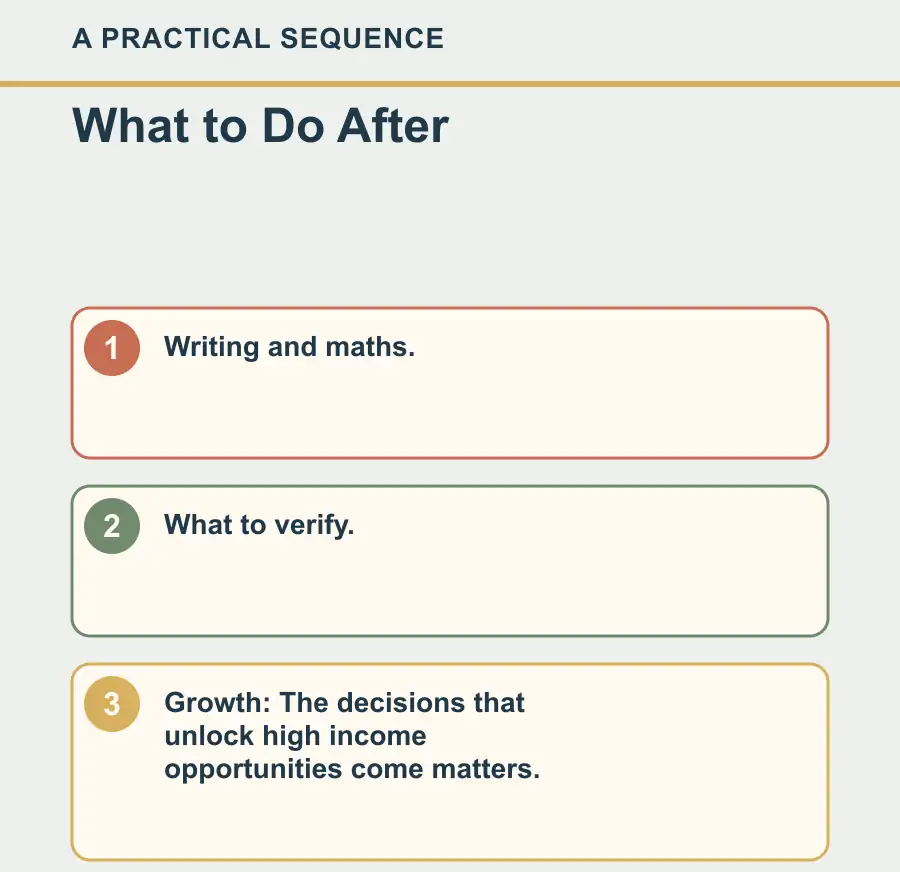 A PRACTICAL SEQUENCE
What to Do After
1
Writing and maths.
2
What to verify.
3
Growth: The decisions that
unlock high income
opportunities come matters.